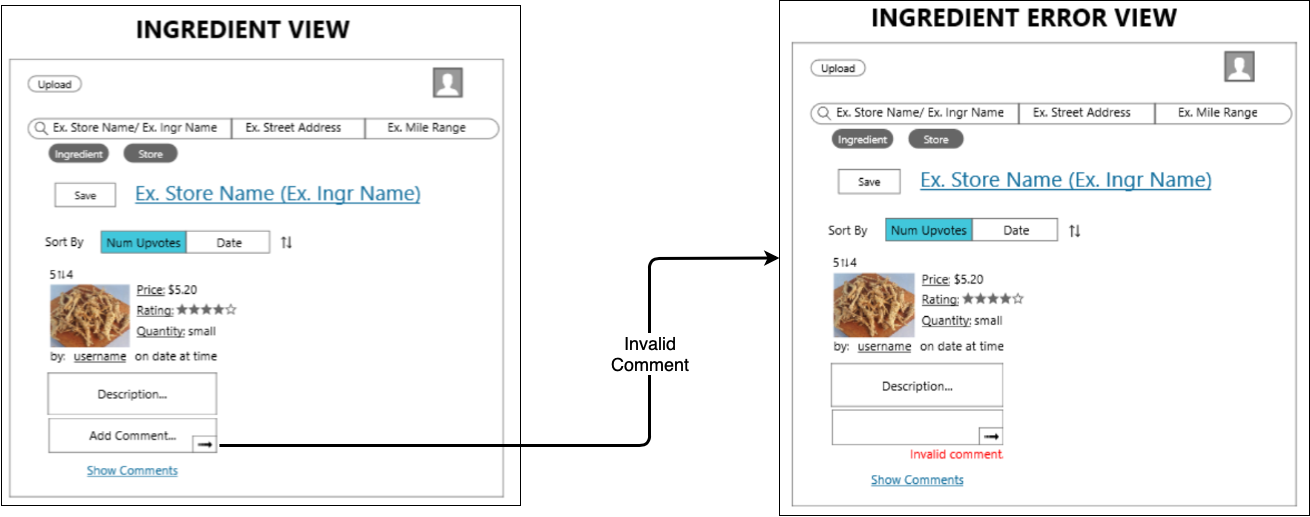 INGREDIENT VIEW
Upload
Ex. Store Name/ Ex. Ingr Name Ex. Street Address Ex. Mile Range
Ingredient Store
Save Ex. Store Name (Ex. Ingr Name)
Sort By Num Upvotes Date
5⇅4
Price: $5.20
Rating: ★★★★☆
Quantity: small
by: username on date at time
Description...
Add Comment...
Show Comments
Invalid
Comment
INGREDIENT ERROR VIEW
Upload
Ex. Store Name/ Ex. Ingr Name Ex. Street Address Ex. Mile Range
Ingredient Store
Save Ex. Store Name (Ex. Ingr Name)
Sort By Num Upvotes Date
5⇅4
Price: $5.20
Rating: ★★★★☆
Quantity: small
by: username on date at time
Description...
Invalid comment.
Show Comments